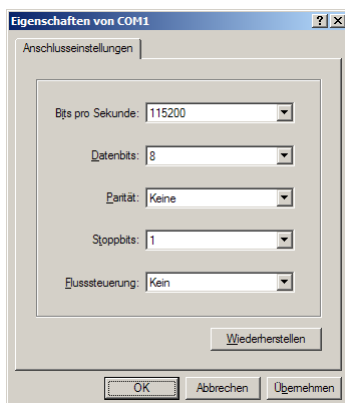 Eigenschaften von COM1
Anschlusseinstellungen
Bits pro Sekunde: 115200
Datenbits: 8
Parität: Keine
Stoppbits: 1
Flusssteuerung: Kein
Wiederherstellen
OK Abbrechen Übernehmen